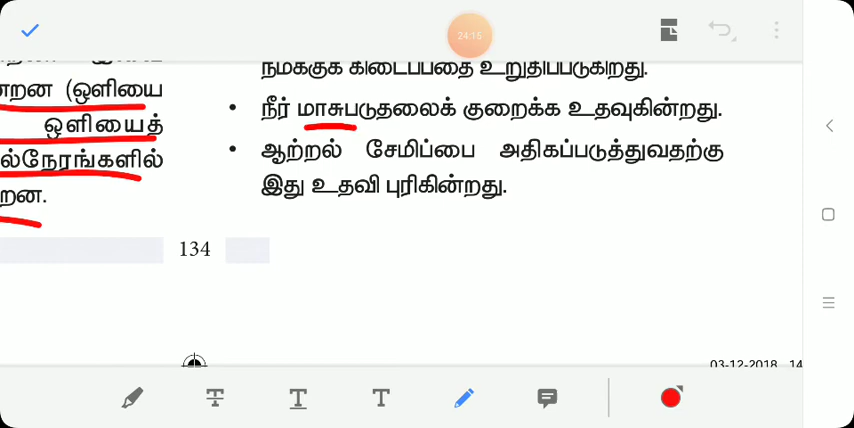 24:15
ன்றன (ஒளியை
ஒளியைத்
ல்நேரங்களில்
றன.
நமக்குக் கிடைப்பதை உறுதிப்படுகிறது.
• நீர் மாசுபடுதலைக் குறைக்க உதவுகின்றது.
• ஆற்றல் சேமிப்பை அதிகப்படுத்துவதற்கு
இது உதவி புரிகின்றது.
134
03-12-2018 14
T T T